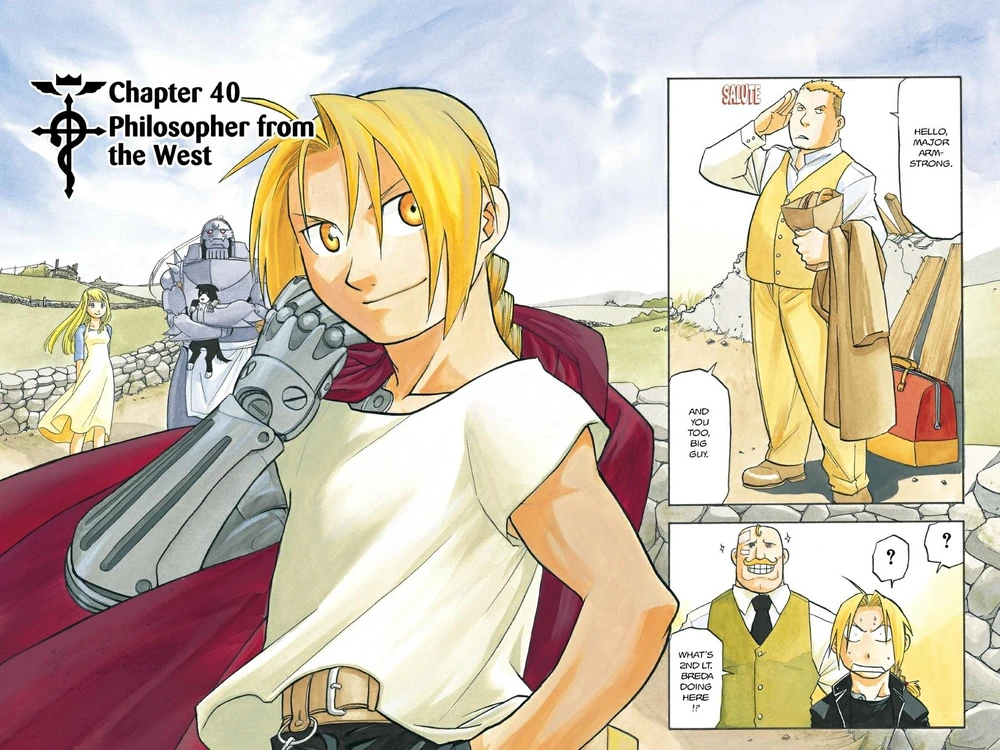 Chapter 40
Philosopher from
the West
SALUTE
HELLO,
MAJOR
ARM-
STRONG.
AND
YOU
TOO,
BIG
GUY.
?
?
WHAT'S
2ND LT.
BREDA
DOING
HERE
!?